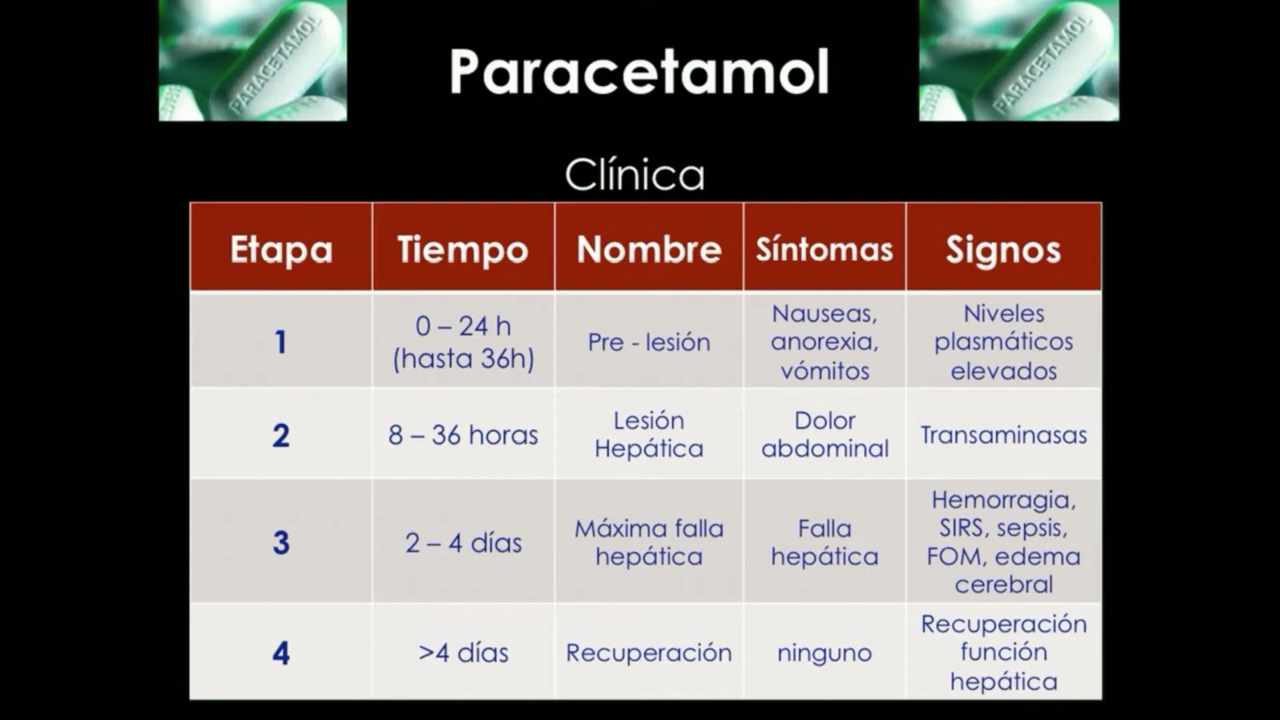 PARACETAMOL
Paracetamol
PARACETAMOL
Clínica
Etapa Tiempo Nombre Síntomas Signos
1
0 – 24 h
(hasta 36h)
Pre - lesión
Nauseas,
anorexia,
vómitos
Niveles
plasmáticos
elevados
2
8 – 36 horas
Lesión
Hepática
Dolor
abdominal
Transaminasas
3
2 – 4 días
Máxima falla
hepática
Falla
hepática
Hemorragia,
SIRS, sepsis,
FOM, edema
cerebral
4
>4 días
Recuperación
ninguno
Recuperación
función
hepática